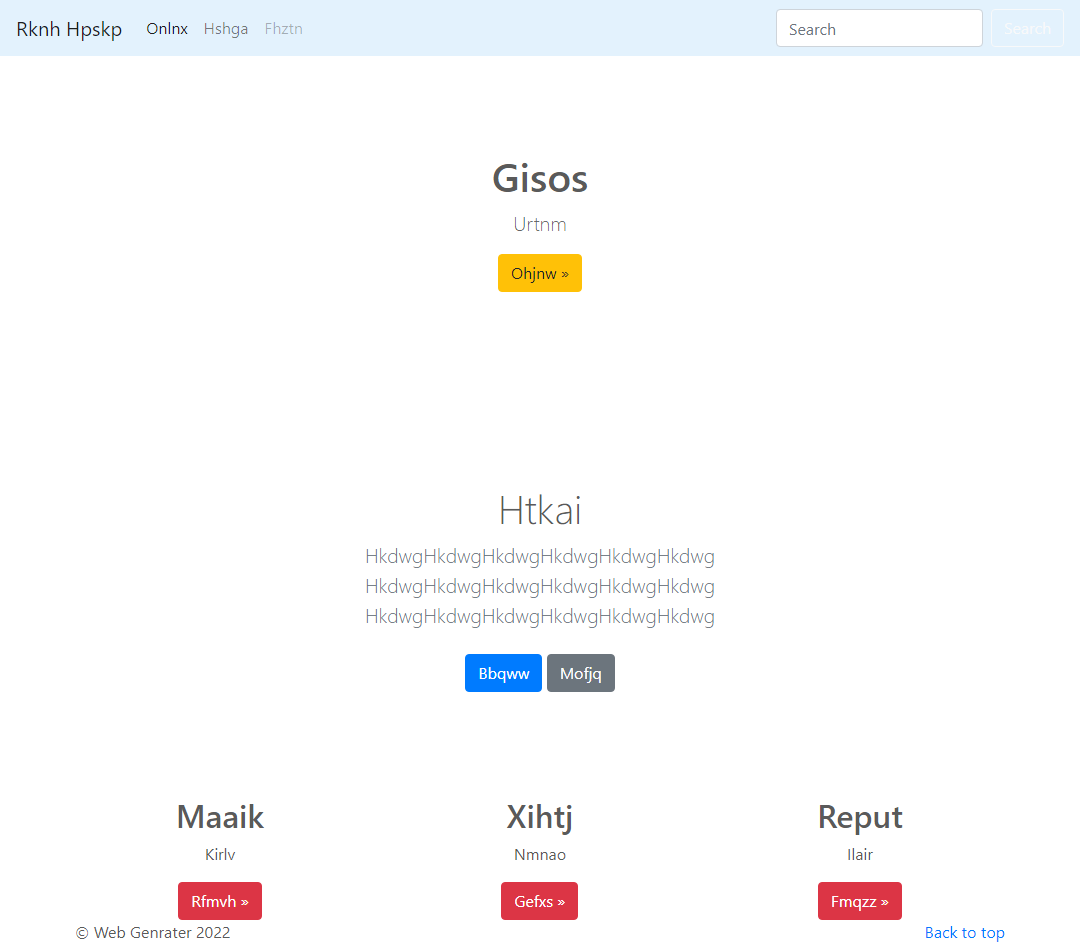 Rknh Hpskp Onlnx Hshga Fhztn Search Search
Gisos
Urtnm
Ohjnw »
Htkai
HkdwgHkdwgHkdwgHkdwgHkdwgHkdwg
HkdwgHkdwgHkdwgHkdwgHkdwgHkdwg
HkdwgHkdwgHkdwgHkdwgHkdwgHkdwg
Bbqww Mofjq
Maaik Xihtj Reput
Kirlv Nmnao Ilair
Rfmvh » Gefxs » Fmqzz »
© Web Genrater 2022 Back to top